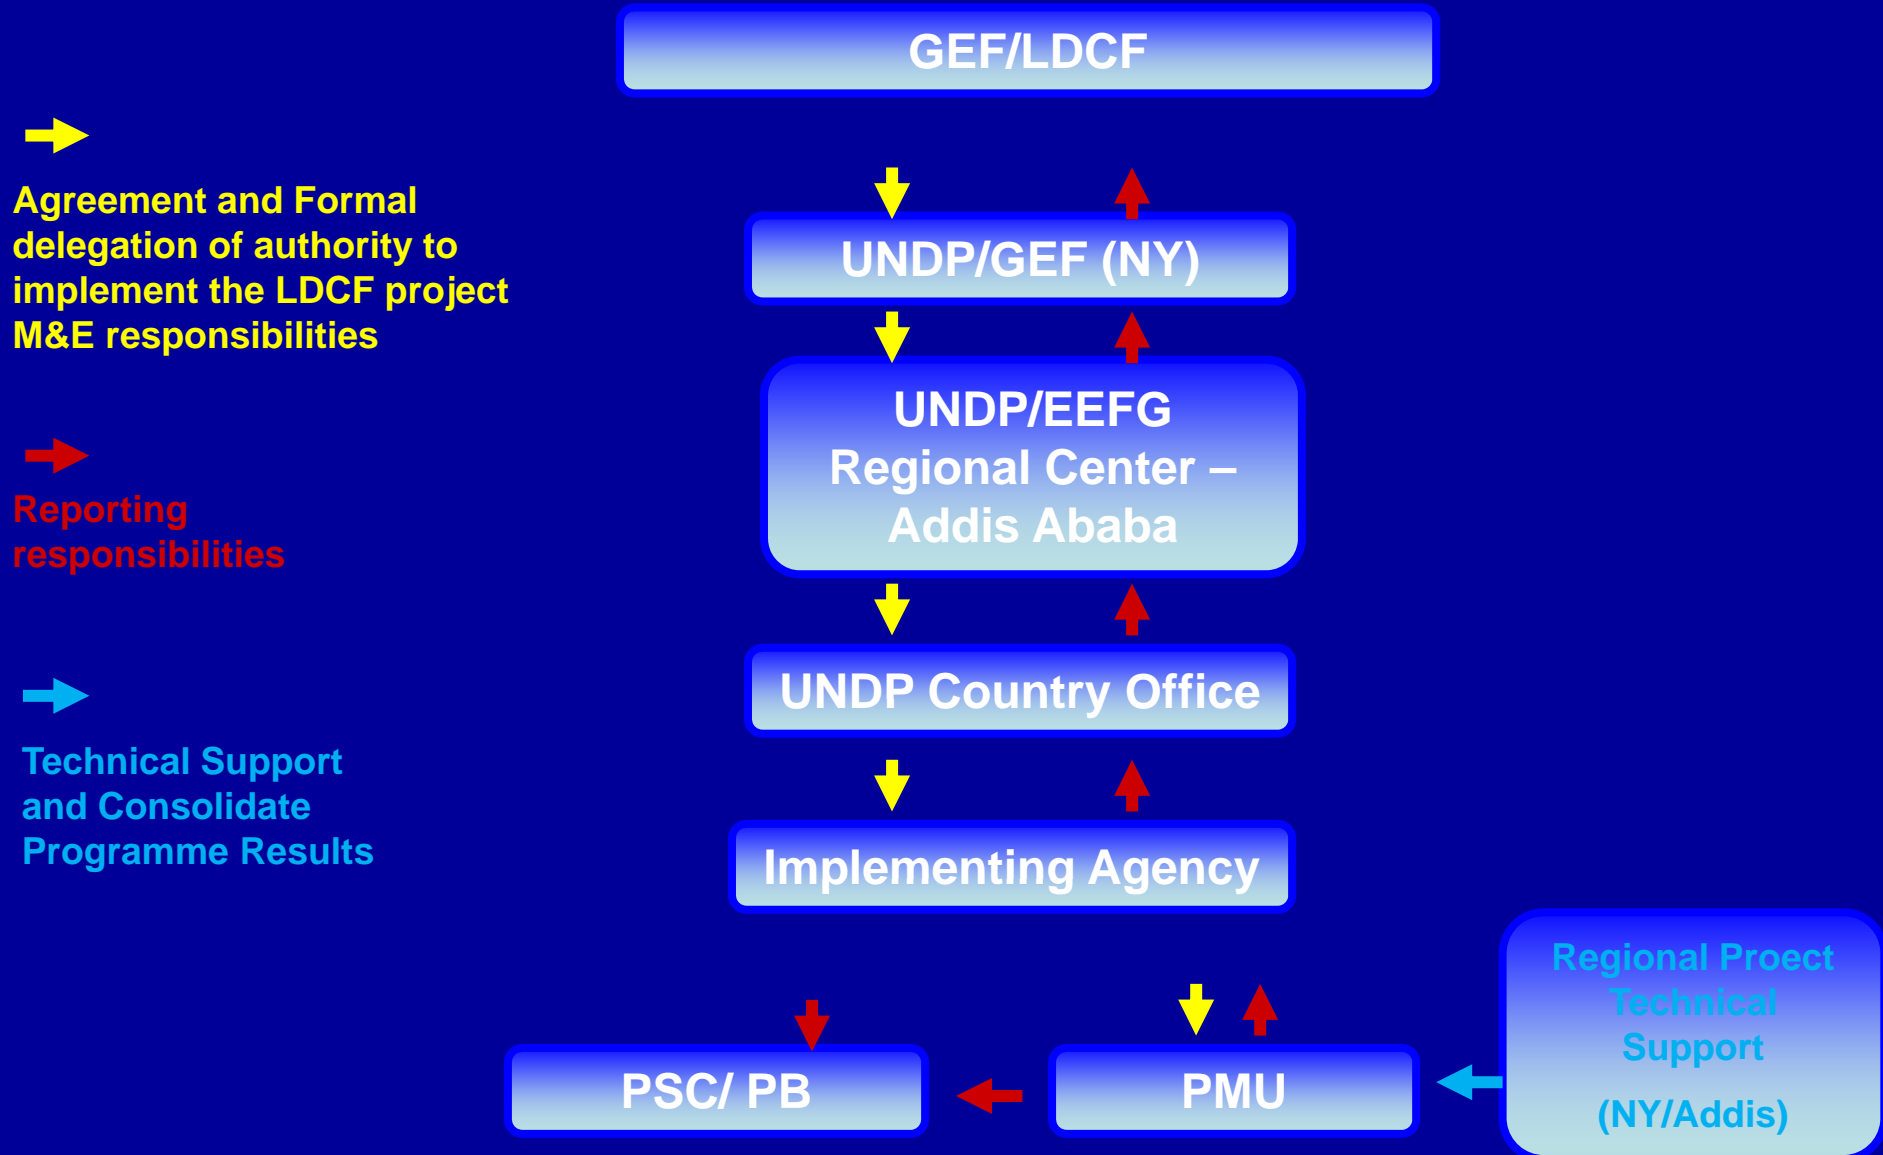 GEF/LDCF
Agreement and Formal
delegation of authority to
implement the LDCF project
M&E responsibilities
Reporting
responsibilities
Technical Support
and Consolidate
Programme Results
UNDP/GEF (NY)
UNDP/EEFG
Regional Center –
Addis Ababa
UNDP Country Office
Implementing Agency
PSC/ PB
PMU
Regional Proect
Technical
Support
(NY/Addis)